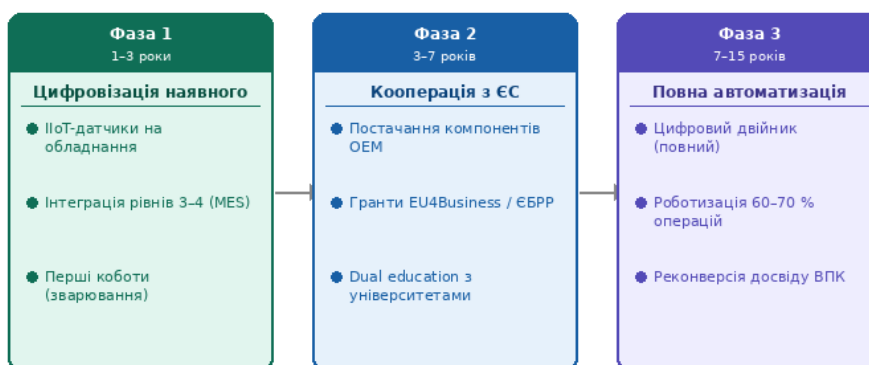 Фаза 1
1–3 роки
Цифровізація наявного
IIoT-датчики на
обладнання
Інтеграція рівнів 3–4 (MES)
Перші коботи
(зварювання)
Фаза 2
3–7 років
Кооперація з ЄС
Постачання компонентів
OEM
Гранти EU4Business / ЄБРР
Dual education з
університетами
Фаза 3
7–15 років
Повна автоматизація
Цифровий двійник
(повний)
Роботизація 60–70 %
операцій
Реконверсія досвіду ВПК